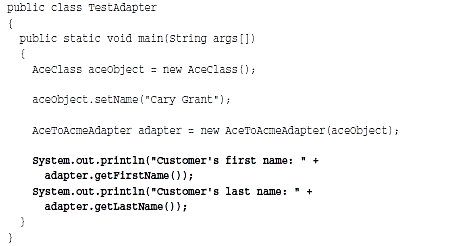 public class TestAdapter
{
  public static void main(String args[])
  {
    AceClass aceObject = new AceClass();

    aceObject.setName("Cary Grant");

    AceToAcmeAdapter adapter = new AceToAcmeAdapter(aceObject);

    System.out.println("Customer's first name: " +
      adapter.getFirstName());
    System.out.println("Customer's last name: " +
      adapter.getLastName());
  }
}